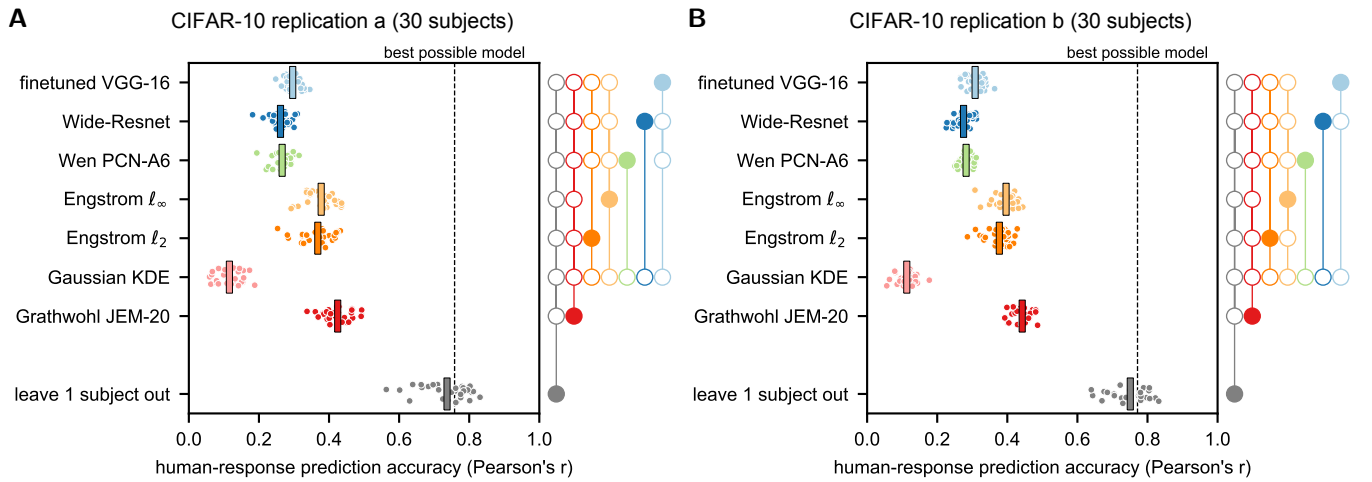 A
CIFAR-10 replication a (30 subjects)
best possible model
finetuned VGG-16
Wide-Resnet
Wen PCN-A6
Engstrom ℓ∞
Engstrom ℓ2
Gaussian KDE
Grathwohl JEM-20
leave 1 subject out
0.0 0.2 0.4 0.6 0.8 1.0
human-response prediction accuracy (Pearson's r)
B
CIFAR-10 replication b (30 subjects)
best possible model
finetuned VGG-16
Wide-Resnet
Wen PCN-A6
Engstrom ℓ∞
Engstrom ℓ2
Gaussian KDE
Grathwohl JEM-20
leave 1 subject out
0.0 0.2 0.4 0.6 0.8 1.0
human-response prediction accuracy (Pearson's r)